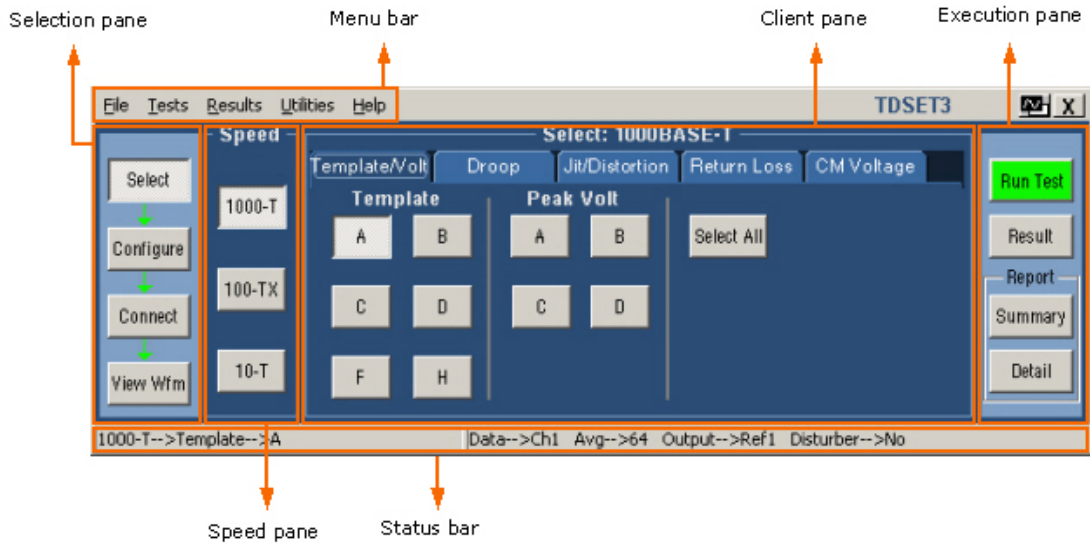 Selection pane
Menu bar
Client pane
Execution pane
File Tests Results Utilities Help
TDSET3
X
Speed
Select: 1000BASE-T
Select
Configure
Connect
View Wfm
1000-T
100-TX
10-T
Template/Volt Droop Jit/Distortion Return Loss CM Voltage
Template
A B
C D
F H
Peak Volt
A B
C D
Select All
Run Test
Result
Report
Summary
Detail
1000-T-->Template-->A
Data-->Ch1 Avg-->64 Output-->Ref1 Disturber-->No
Speed pane
Status bar